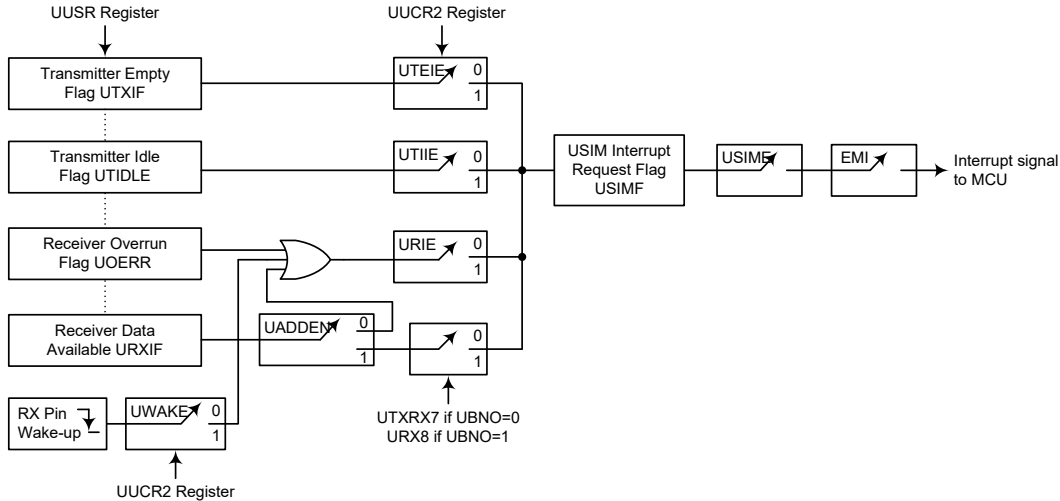 UUSR Register
UUCR2 Register
Transmitter Empty
Flag UTXIF
UTEIE
0
1
Transmitter Idle
Flag UTIDLE
UTIIE
0
1
USIM Interrupt
Request Flag
USIMF
USIME
EMI
Interrupt signal
to MCU
Receiver Overrun
Flag UOERR
URIE
0
1
Receiver Data
Available URXIF
UADDEN
0
1
0
1
UTXRX7 if UBNO=0
URX8 if UBNO=1
RX Pin
Wake-up
UWAKE
0
1
UUCR2 Register